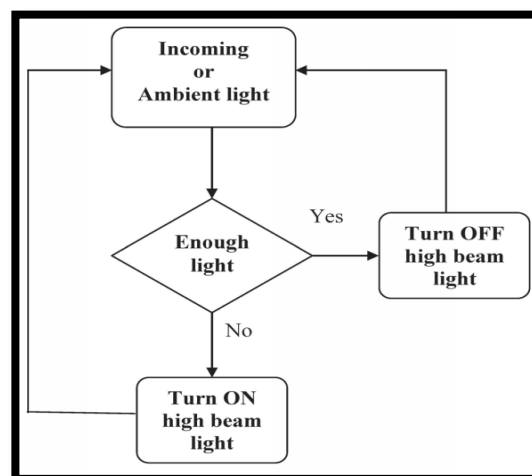 Incoming
or
Ambient light
Enough
light
Yes
Turn OFF
high beam
light
No
Turn ON
high beam
light